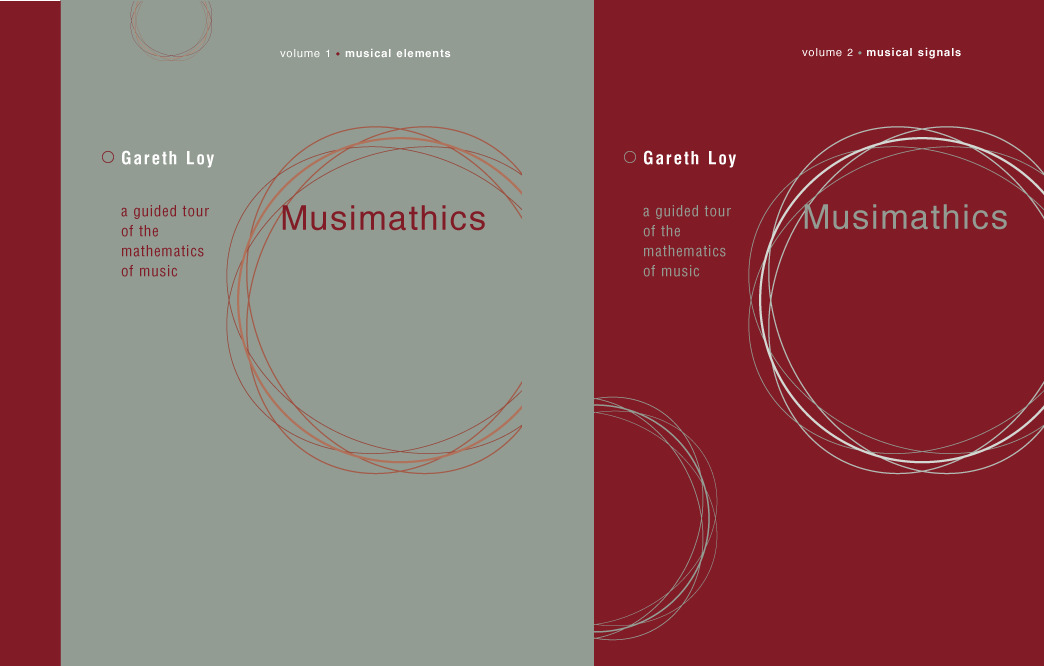 volume 1 • musical elements
Gareth Loy
a guided tour
of the
mathematics
of music
Musimathics
volume 2 • musical signals
Gareth Loy
a guided tour
of the
mathematics
of music
Musimathics